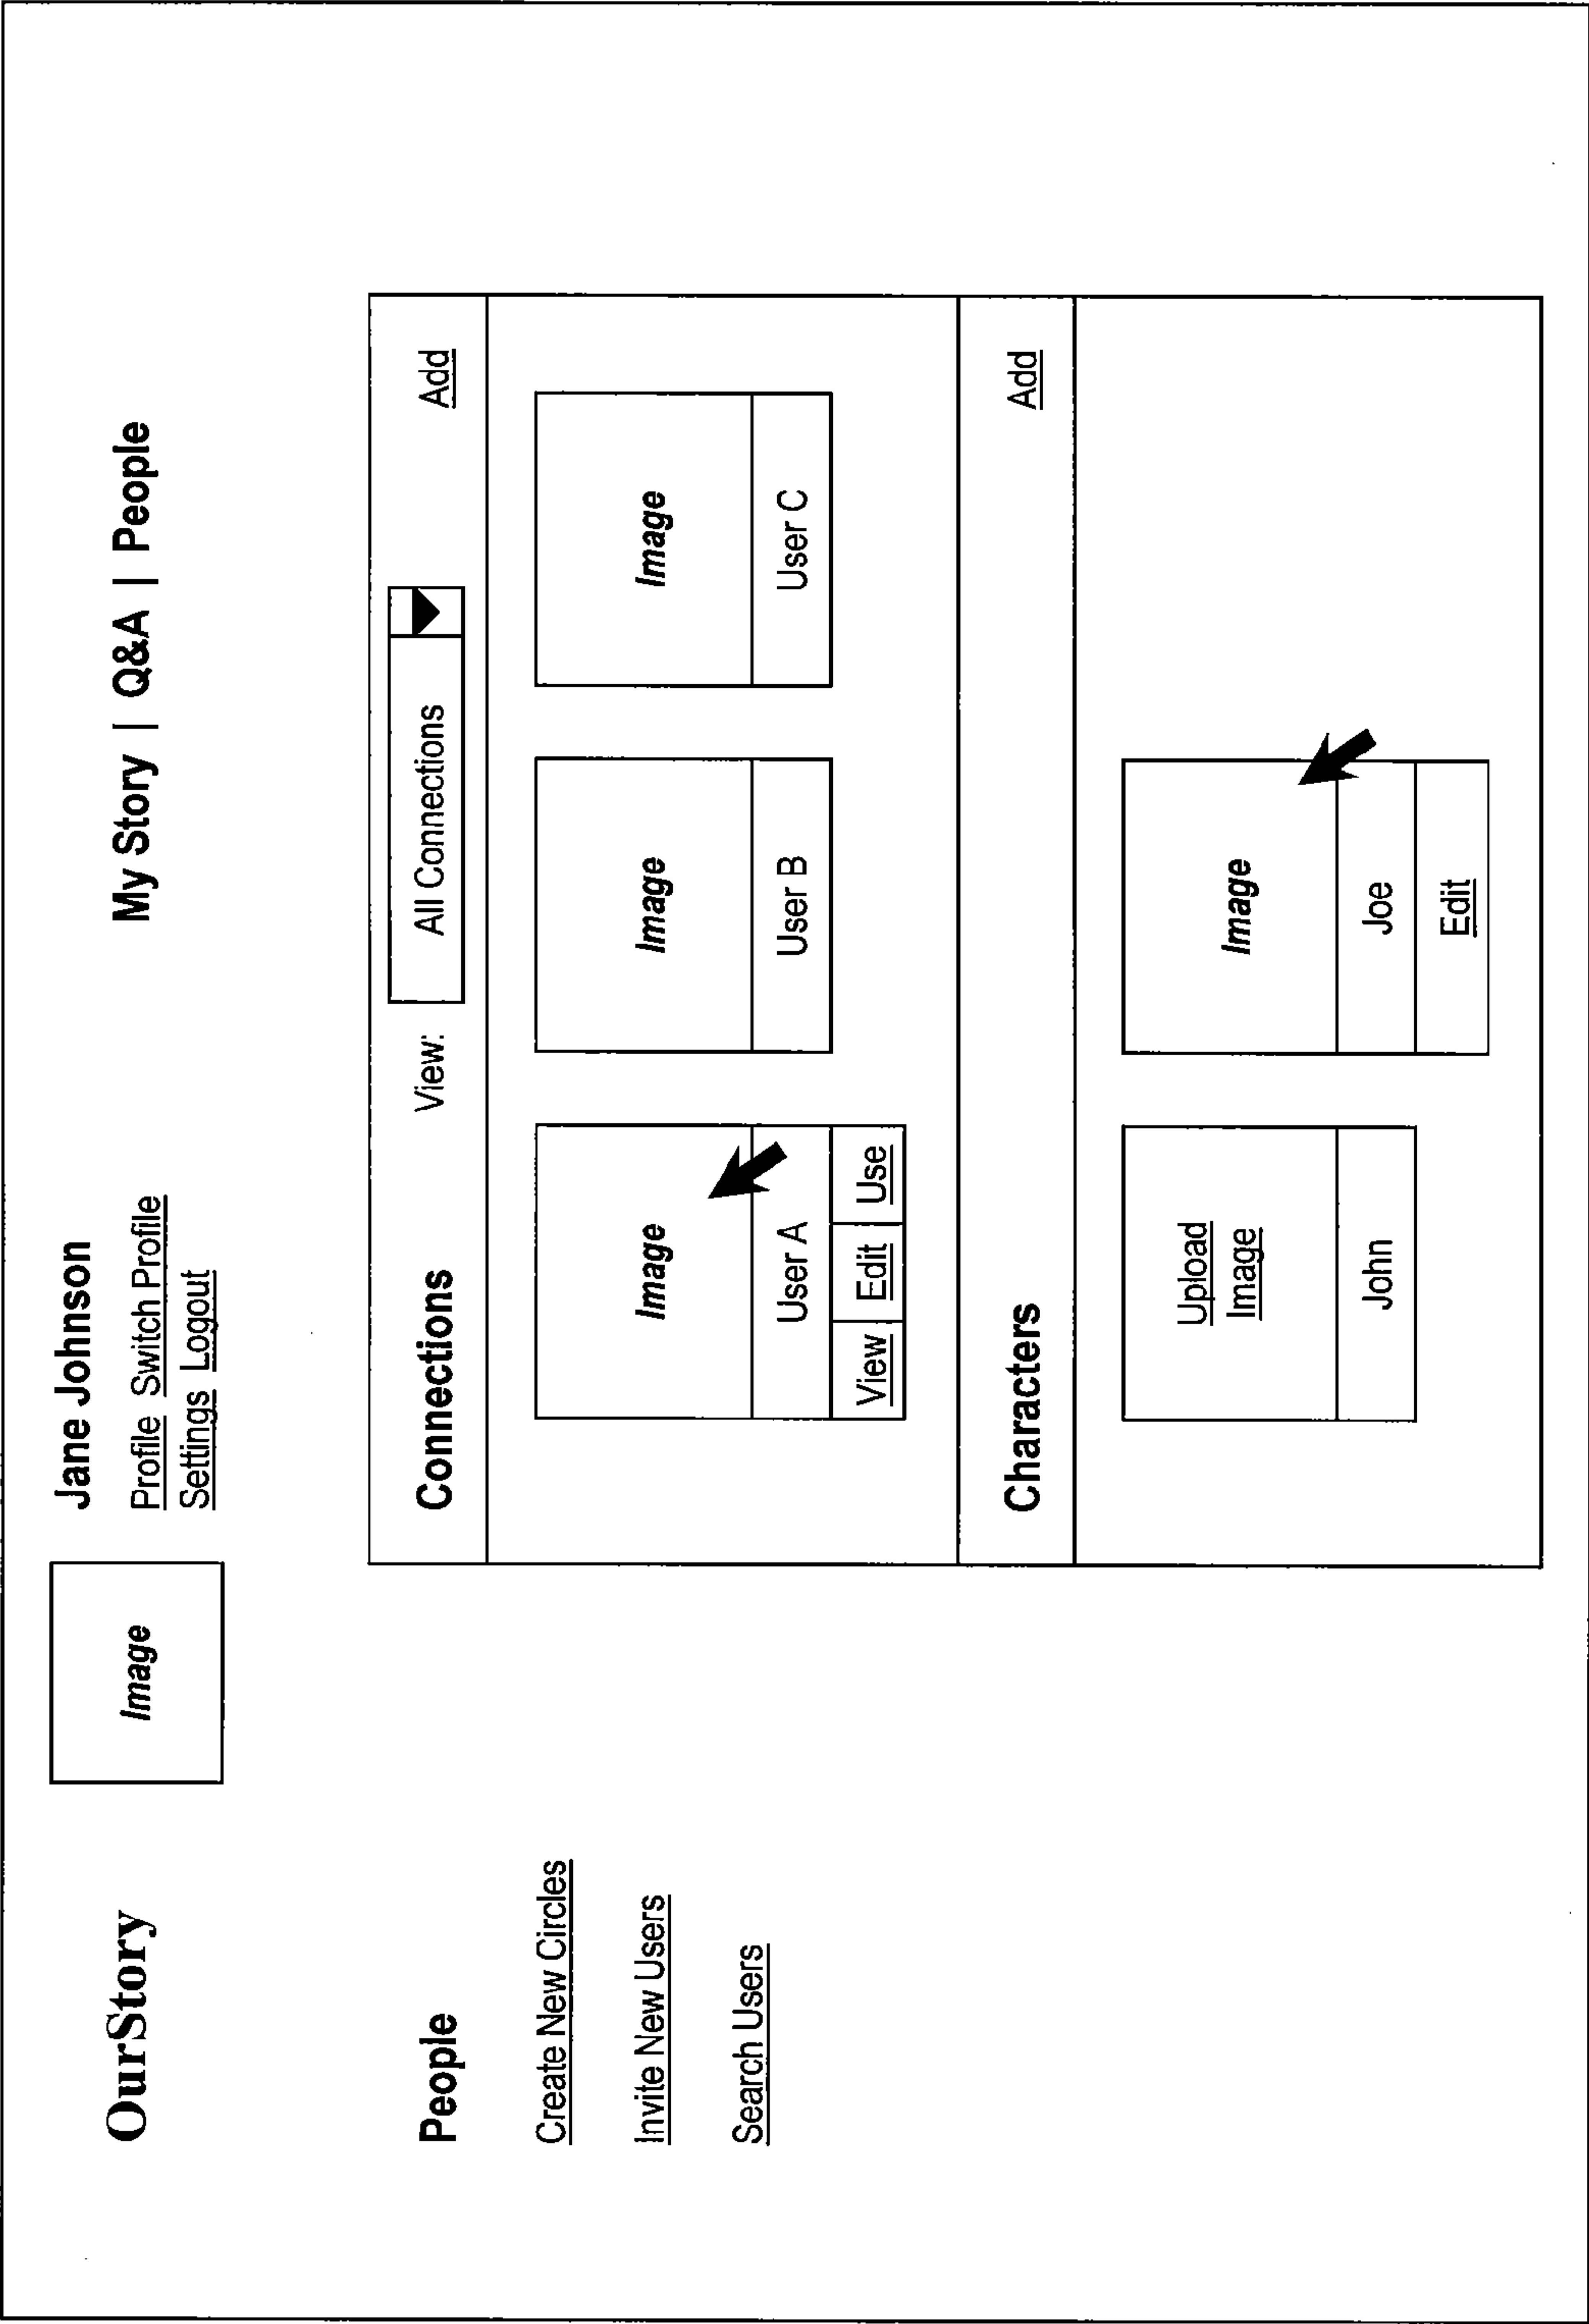 OurStory
Image
Jane Johnson
Profile Switch Profile
Settings Logout
My Story | Q&A | People
People
Create New Circles
Invite New Users
Search Users
Connections
View:
All Connections
Add
Image
User A
View Edit Use
Image
User B
Image
User C
Characters
Add
Upload
Image
John
Image
Joe
Edit